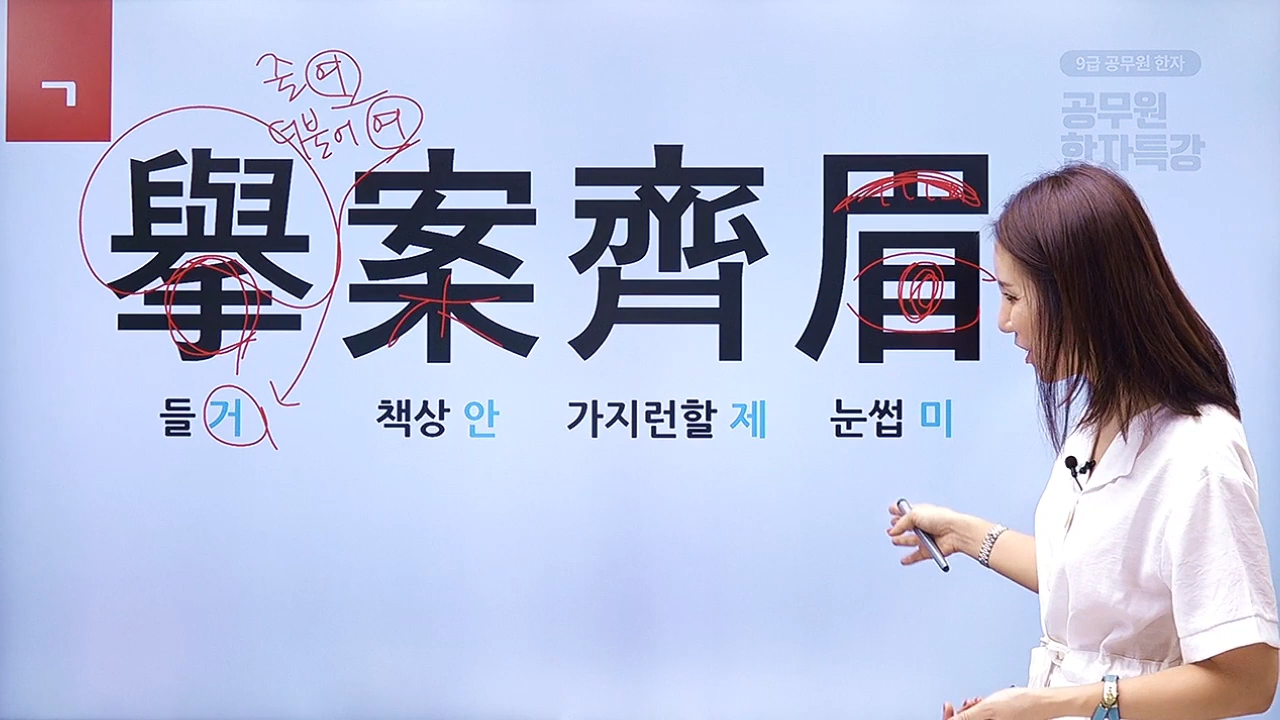 ㄱ
9급 공무원 한자
공무원
한자특강
줄 여
더불어 여
擧案齊眉
들 거 책상 안 가지런할 제 눈썹 미